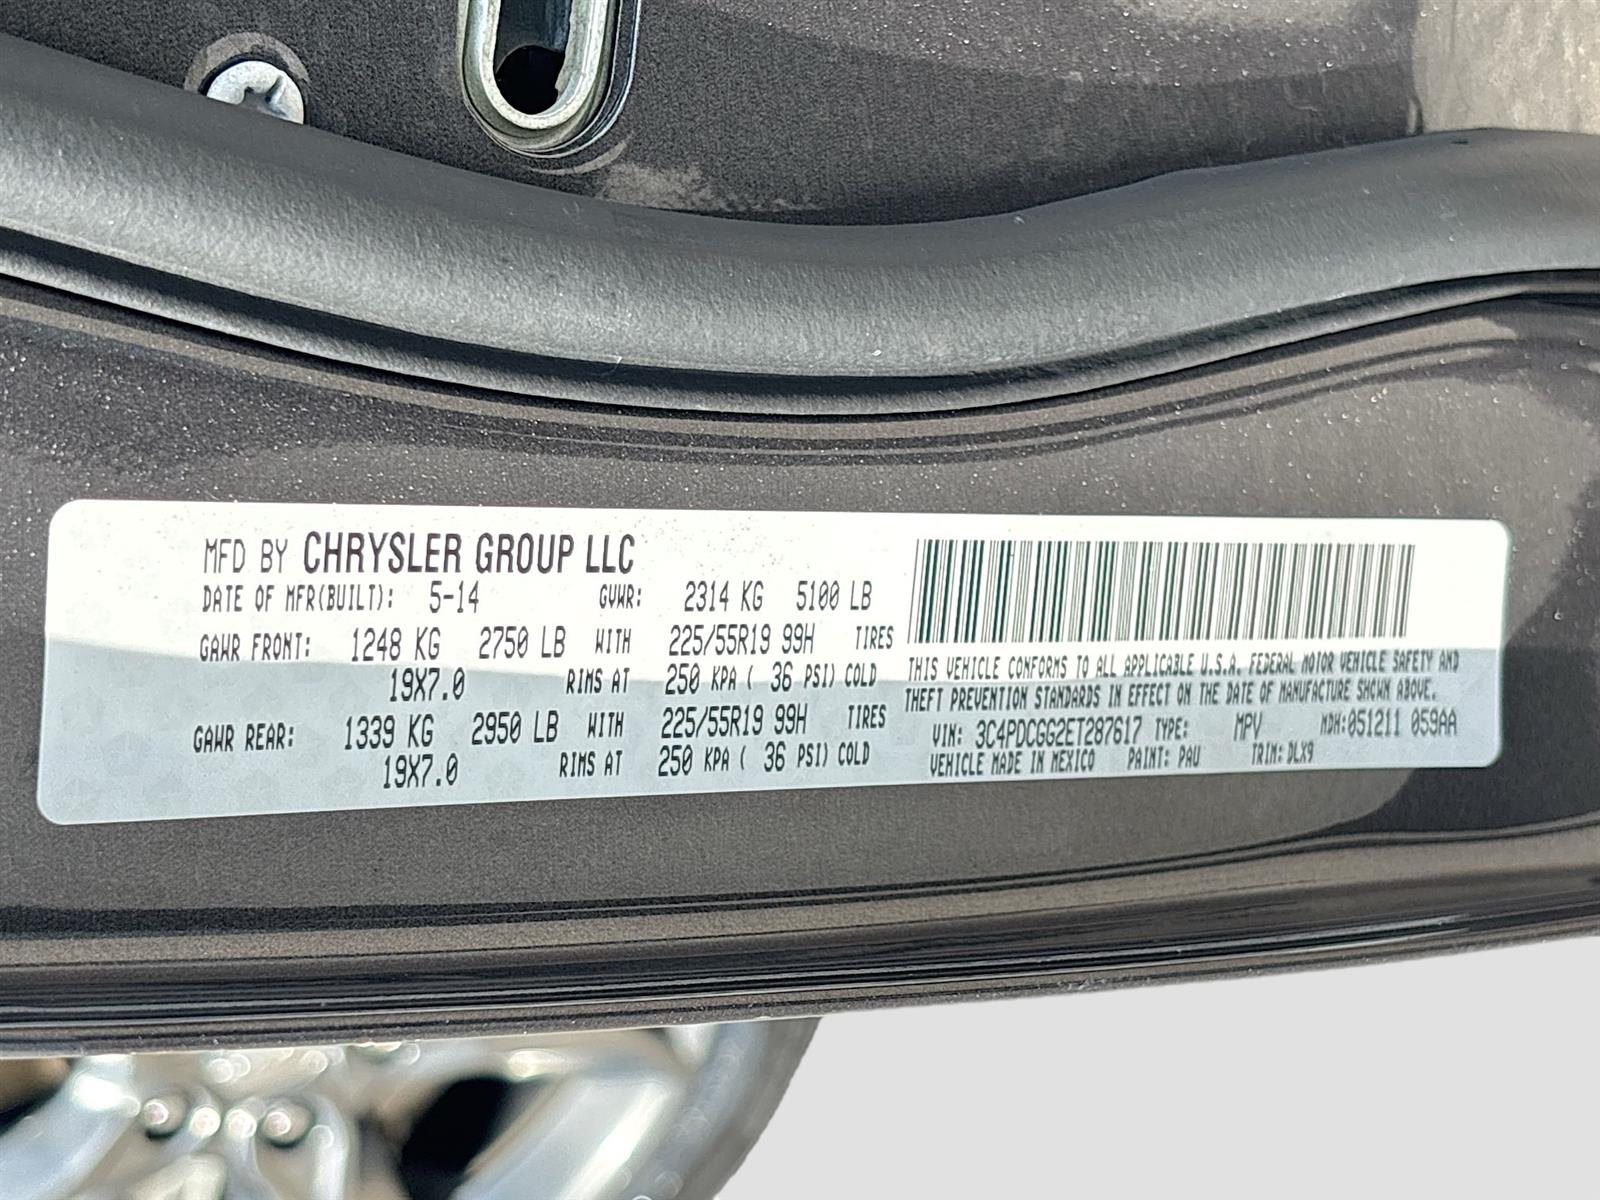 MFD BY CHRYSLER GROUP LLC
DATE OF MFR(BUILT): 5-14 GVWR: 2314 KG 5100 LB
GAWR FRONT: 1248 KG 2750 LB WITH 225/55R19 99H TIRES
19X7.0 RIMS AT 250 KPA ( 36 PSI) COLD
GAWR REAR: 1339 KG 2950 LB WITH 225/55R19 99H TIRES
19X7.0 RIMS AT 250 KPA ( 36 PSI) COLD
THIS VEHICLE CONFORMS TO ALL APPLICABLE U.S.A. FEDERAL MOTOR VEHICLE SAFETY AND
THEFT PREVENTION STANDARDS IN EFFECT ON THE DATE OF MANUFACTURE SHOWN ABOVE.
VIN: 3C4PDCGG2ET287617 TYPE: MPV MDH:051211 059AA
VEHICLE MADE IN MEXICO PAINT: PAU TRIM: DLX9